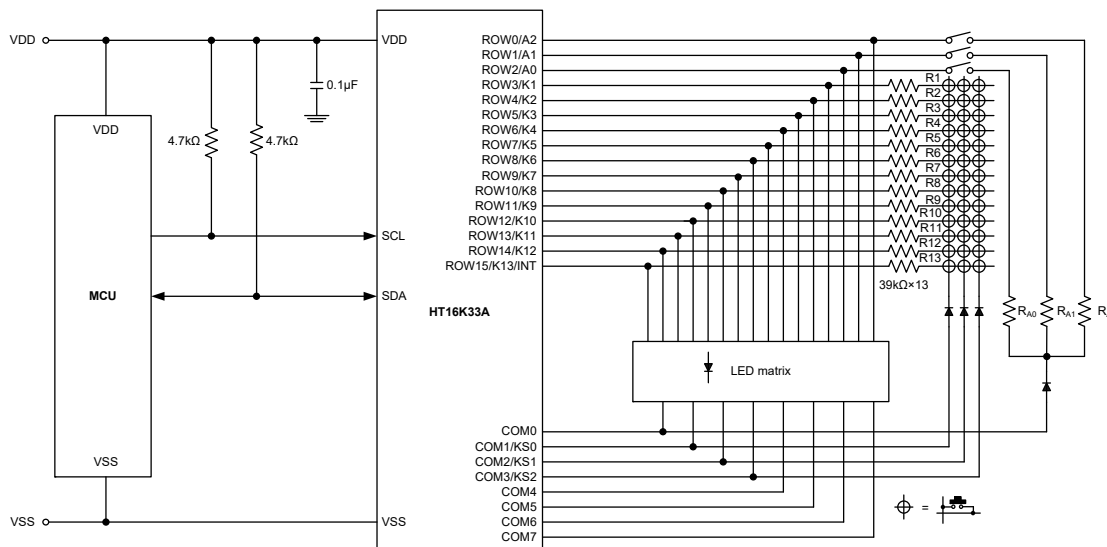 VDD
VDD
ROW0/A2
ROW1/A1
ROW2/A0
ROW3/K1
R1
ROW4/K2
R2
0.1μF
ROW5/K3
R3
ROW6/K4
R4
VDD
4.7kΩ
4.7kΩ
ROW7/K5
R5
ROW8/K6
R6
ROW9/K7
R7
ROW10/K8
R8
ROW11/K9
R9
ROW12/K10
R10
SCL
ROW13/K11
R11
ROW14/K12
R12
ROW15/K13/INT
R13
39kΩ×13
MCU
SDA
HT16K33A
RA0
RA1
R
LED matrix
COM0
COM1/KS0
COM2/KS1
VSS
COM3/KS2
COM4
COM5
=
VSS
VSS
COM6
COM7